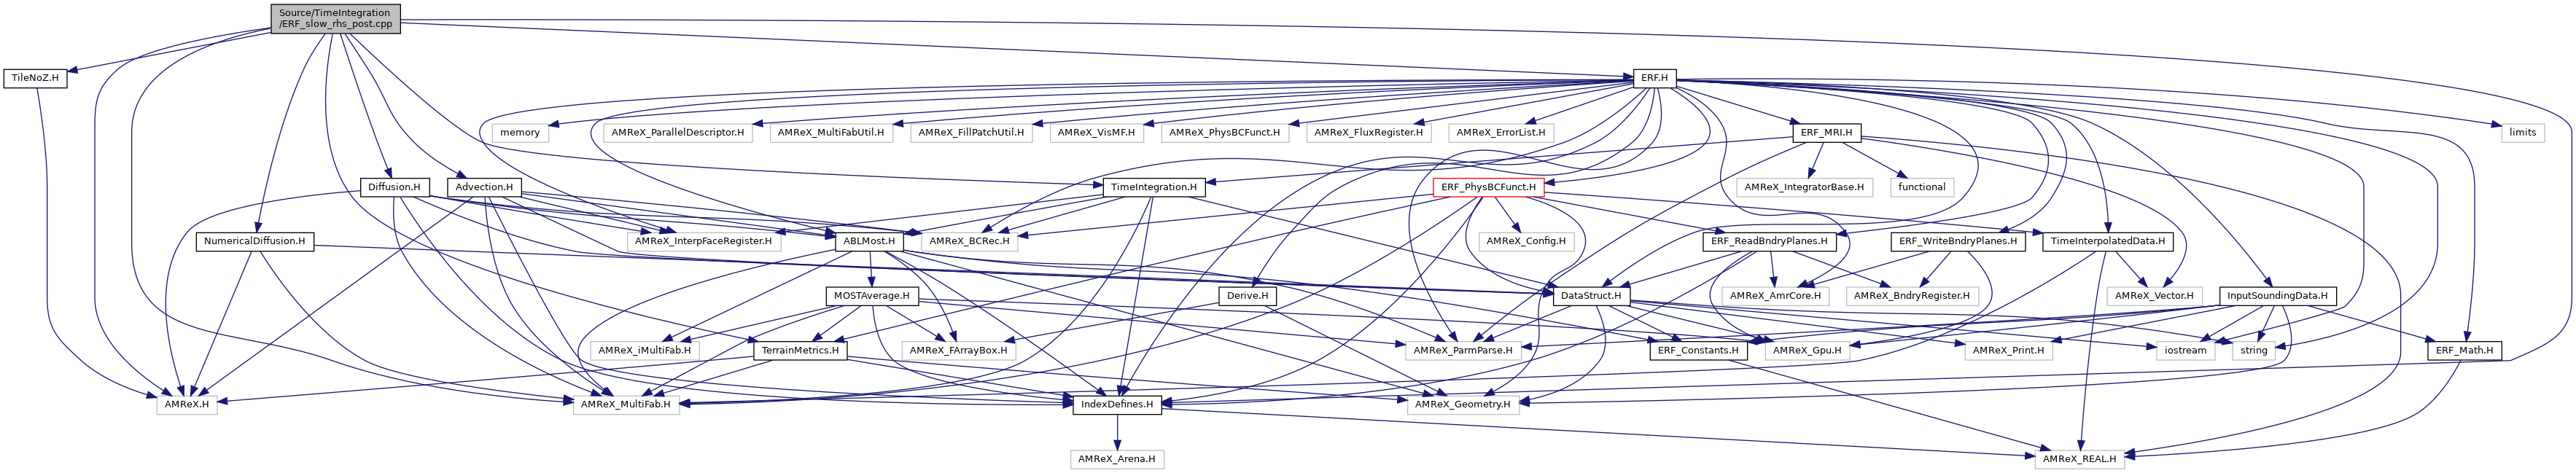 Source/TimeIntegration
/ERF_slow_rhs_post.cpp
TileNoZ.H
ERF.H
memory
AMReX_ParallelDescriptor.H
AMReX_MultiFabUtil.H
AMReX_FillPatchUtil.H
AMReX_VisMF.H
AMReX_PhysBCFunct.H
AMReX_FluxRegister.H
AMReX_ErrorList.H
ERF_MRI.H
limits
Diffusion.H
Advection.H
TimeIntegration.H
ERF_PhysBCFunct.H
AMReX_IntegratorBase.H
functional
NumericalDiffusion.H
AMReX_InterpFaceRegister.H
ABLMost.H
AMReX_BCRec.H
AMReX_Config.H
ERF_ReadBndryPlanes.H
ERF_WriteBndryPlanes.H
TimeInterpolatedData.H
MOSTAverage.H
Derive.H
DataStruct.H
AMReX_AmrCore.H
AMReX_BndryRegister.H
AMReX_Vector.H
InputSoundingData.H
AMReX_iMultiFab.H
TerrainMetrics.H
AMReX_FArrayBox.H
AMReX_ParmParse.H
ERF_Constants.H
AMReX_Gpu.H
AMReX_Print.H
iostream
string
ERF_Math.H
AMReX.H
AMReX_MultiFab.H
IndexDefines.H
AMReX_Geometry.H
AMReX_Arena.H
AMReX_REAL.H